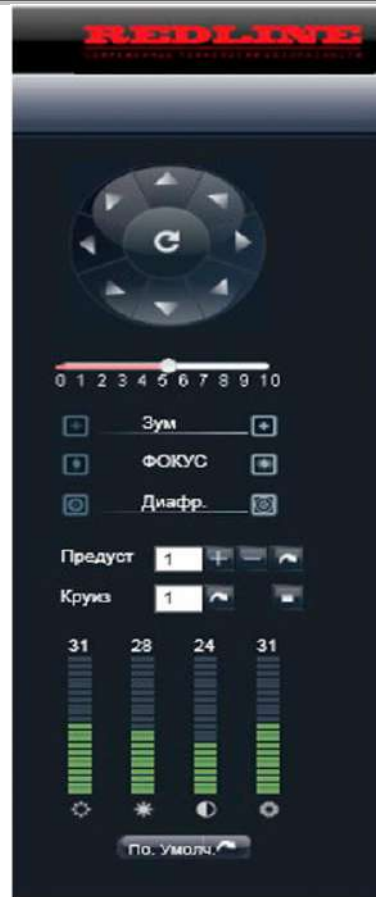 REDLINE
0 1 2 3 4 5 6 7 8 9 10
Зум
ФОКУС
Диафр.
Предуст 1
Круиз 1
31 28 24 31
По. Умолч.